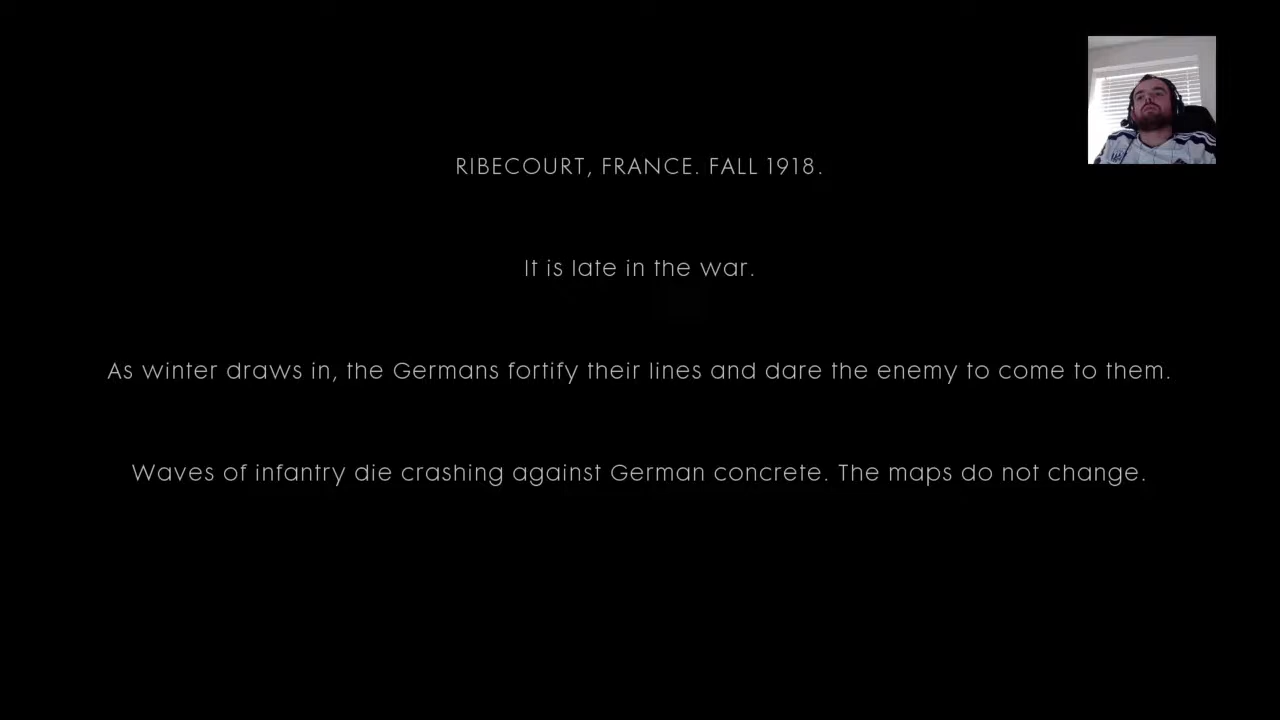 RIBECOURT, FRANCE. FALL 1918.
It is late in the war.
As winter draws in, the Germans fortify their lines and dare the enemy to come to them.
Waves of infantry die crashing against German concrete. The maps do not change.